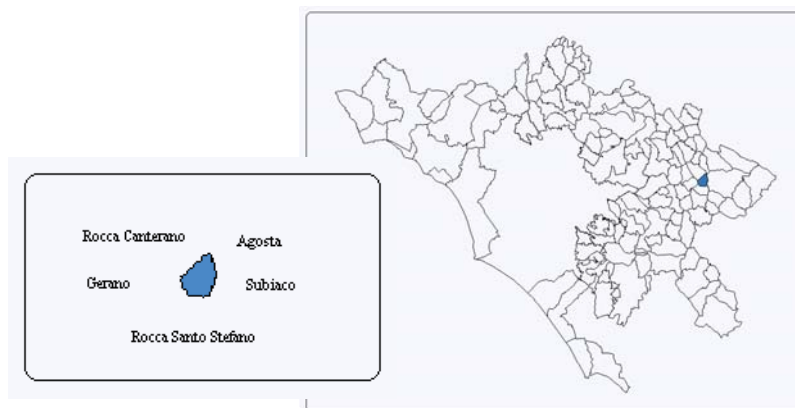 Rocca Canterano
Agosta
Gerano
Subiaco
Rocca Santo Stefano